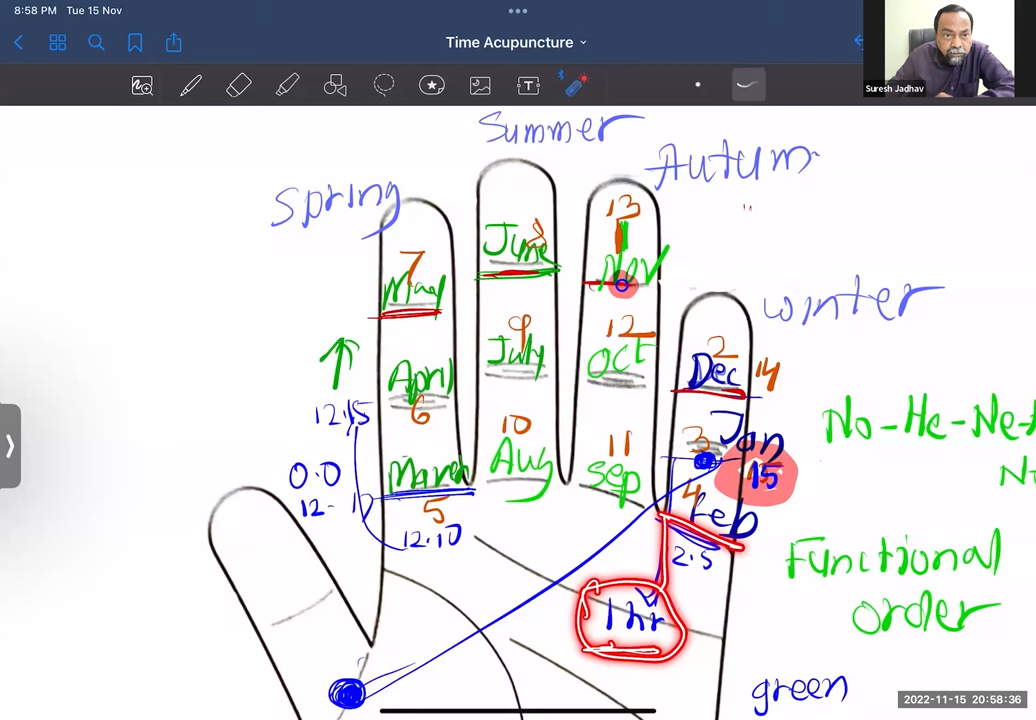 8:58 PM Tue 15 Nov
Time Acupuncture
Suresh Jadhav
Summer
Autum
Spring
winter
13
7
June 8
Nov
May
9
12
2
July
OCT
Dec 14
April
12.15
6
10
11
3 Jan
No-He-Ne-
0.0
Aug
Sep
15
March
4 Feb
12-
5
12.10
2.5
Functional
order
1 hr
green
2022-11-15 20:58:36